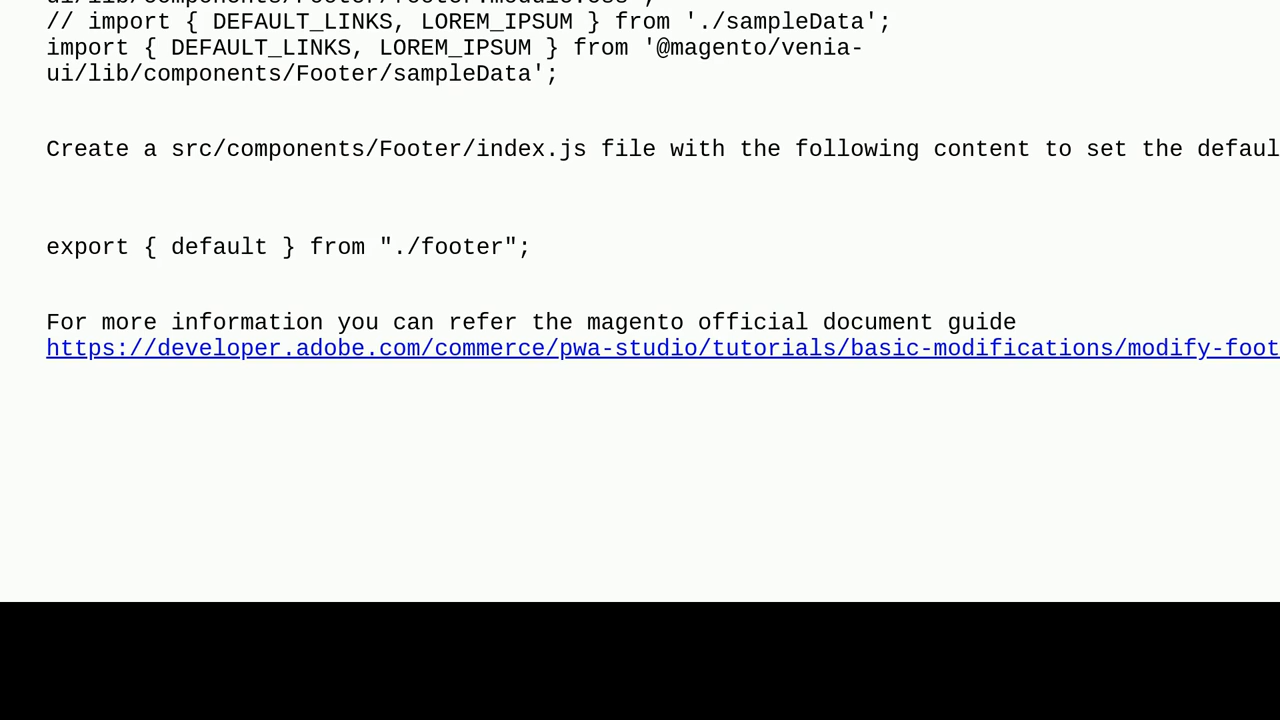 // import { DEFAULT_LINKS, LOREM_IPSUM } from './sampleData';
import { DEFAULT_LINKS, LOREM_IPSUM } from '@magento/venia-
ui/lib/components/Footer/sampleData';
Create a src/components/Footer/index.js file with the following content to set the defaul
export { default } from "./footer";
For more information you can refer the magento official document guide
https://developer.adobe.com/commerce/pwa-studio/tutorials/basic-modifications/modify-foot